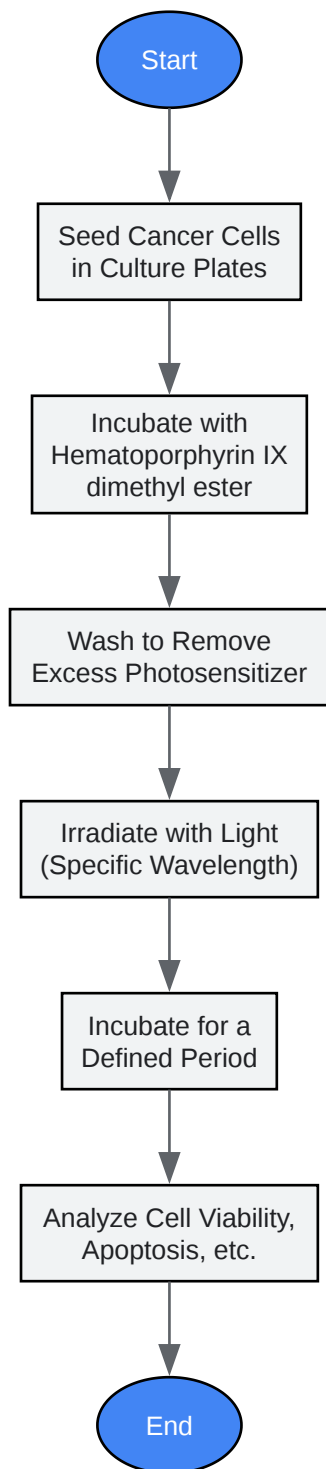 Start
Seed Cancer Cells
in Culture Plates
Incubate with
Hematoporphyrin IX
dimethyl ester
Wash to Remove
Excess Photosensitizer
Irradiate with Light
(Specific Wavelength)
Incubate for a
Defined Period
Analyze Cell Viability,
Apoptosis, etc.
End